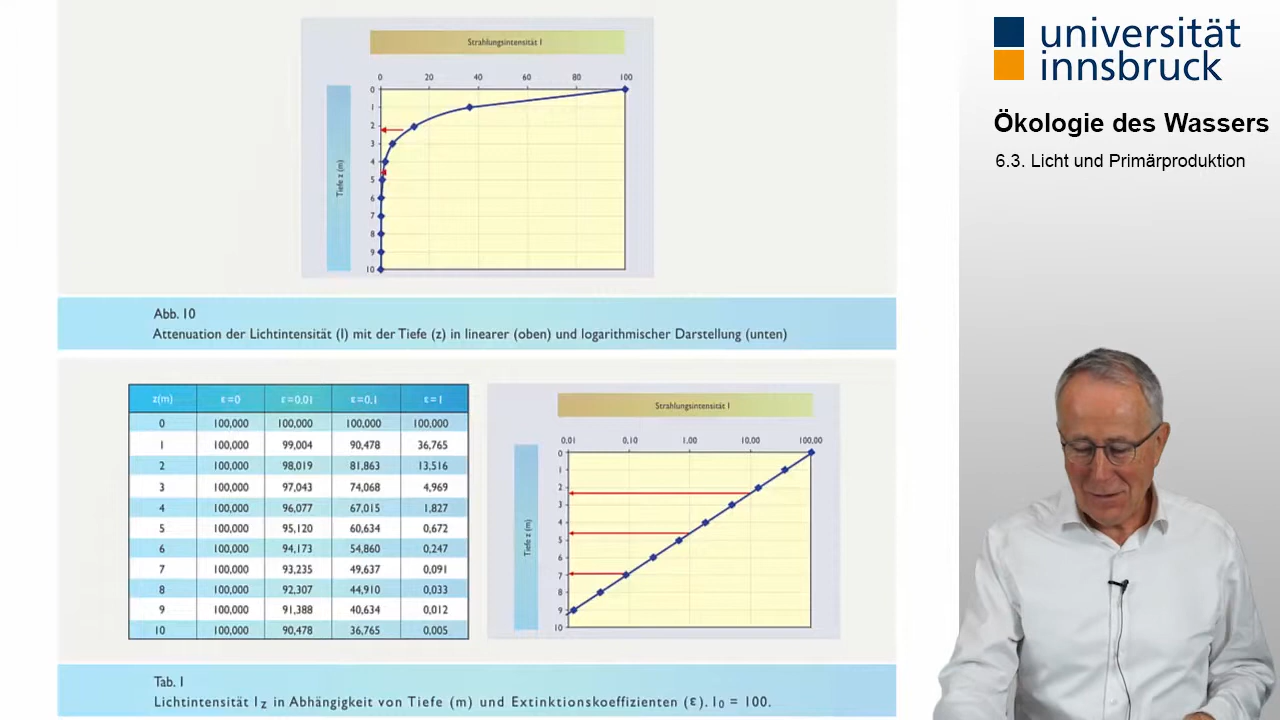 Strahlungsintensität I
0 20 40 60 80 100
0
1
2
3
4
5
6
7
8
9
10
Tiefe z (m)
Abb. 10
Attenuation der Lichtintensität (I) mit der Tiefe (z) in linearer (oben) und logarithmischer Darstellung (unten)
z(m) ε=0 ε=0,01 ε=0,1 ε=1
0 100,000 100,000 100,000 100,000
1 100,000 99,004 90,478 36,765
2 100,000 98,019 81,863 13,516
3 100,000 97,043 74,068 4,969
4 100,000 96,077 67,015 1,827
5 100,000 95,120 60,634 0,672
6 100,000 94,173 54,860 0,247
7 100,000 93,235 49,637 0,091
8 100,000 92,307 44,910 0,033
9 100,000 91,388 40,634 0,012
10 100,000 90,478 36,765 0,005
Strahlungsintensität I
0,01 0,10 1,00 10,00 100,00
0
1
2
3
4
5
6
7
8
9
10
Tiefe z (m)
Tab. 1
Lichtintensität Iz in Abhängigkeit von Tiefe (m) und Extinktionskoeffizienten (ε). I0 = 100.
universität
innsbruck
Ökologie des Wassers
6.3. Licht und Primärproduktion